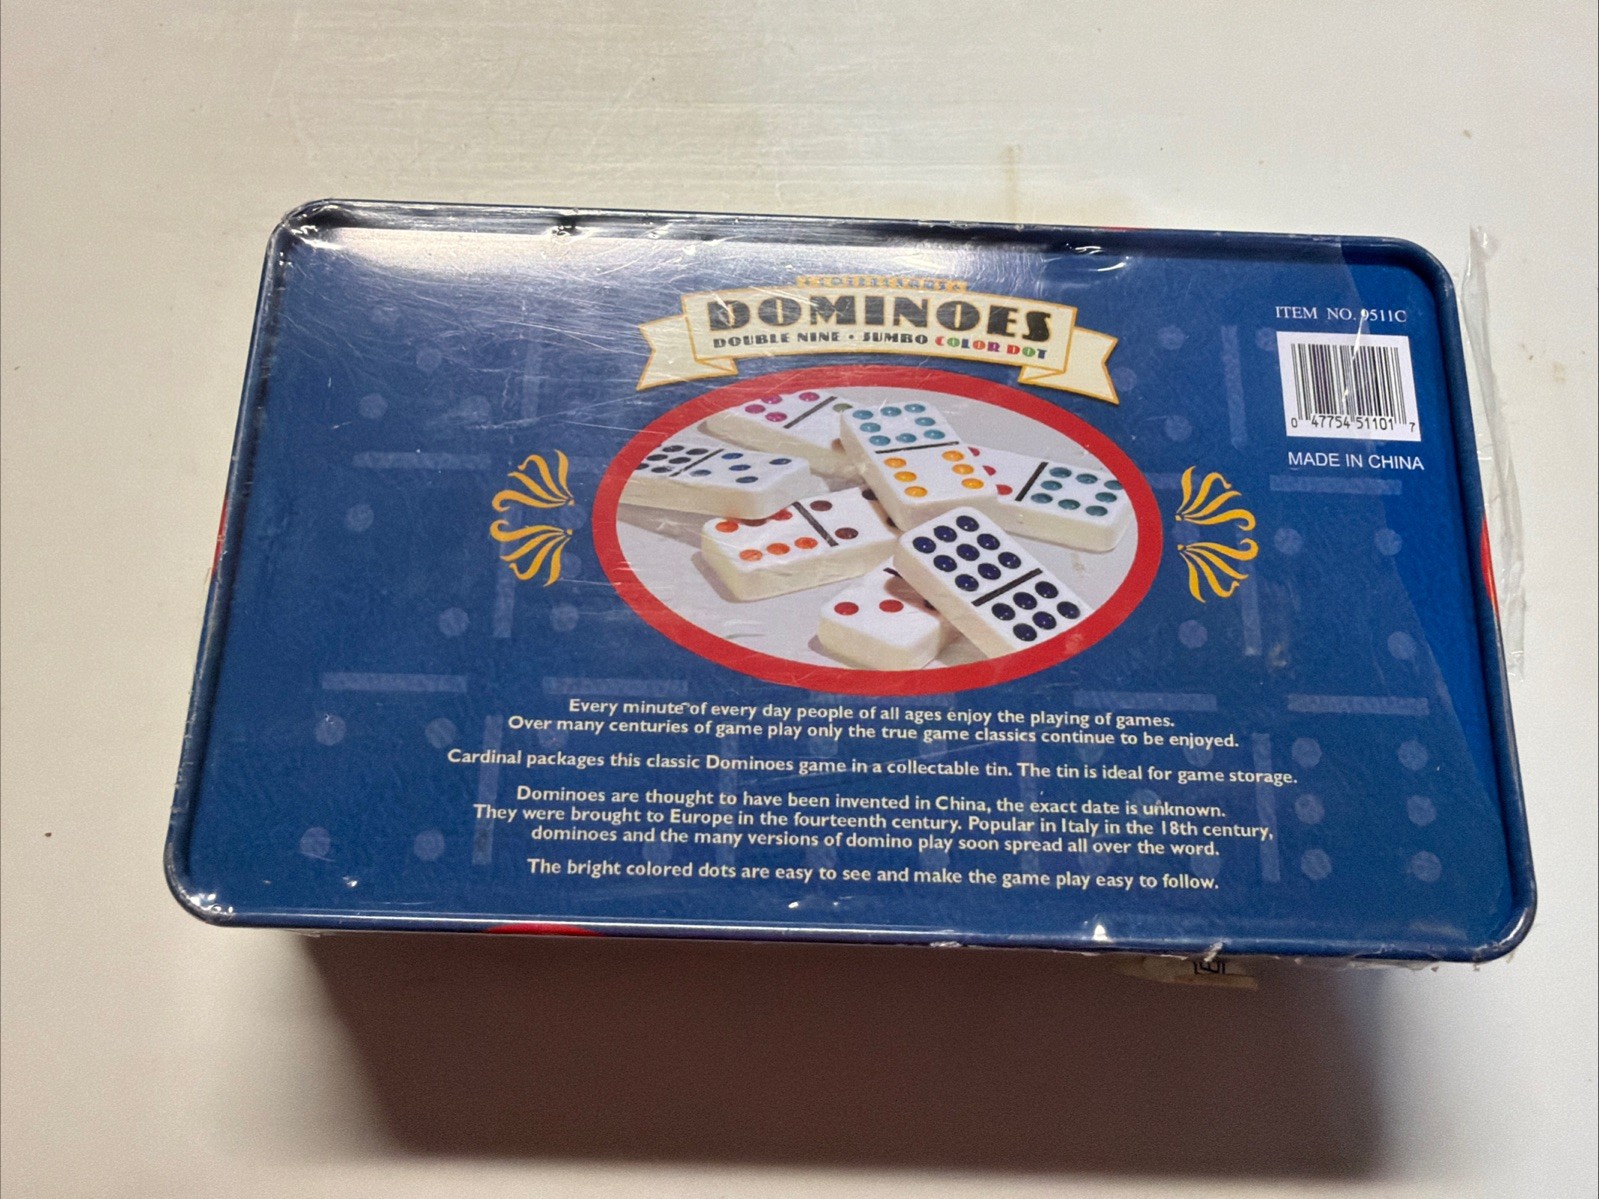 DOMINOES
DOUBLE NINE • JUMBO COLOR DOT
ITEM NO. 9511C
0 47754 51101 7
MADE IN CHINA
Every minute of every day people of all ages enjoy the playing of games.
Over many centuries of game play only the true game classics continue to be enjoyed.
Cardinal packages this classic Dominoes game in a collectable tin. The tin is ideal for game storage.
Dominoes are thought to have been invented in China, the exact date is unknown.
They were brought to Europe in the fourteenth century. Popular in Italy in the 18th century,
dominoes and the many versions of domino play soon spread all over the word.
The bright colored dots are easy to see and make the game play easy to follow.